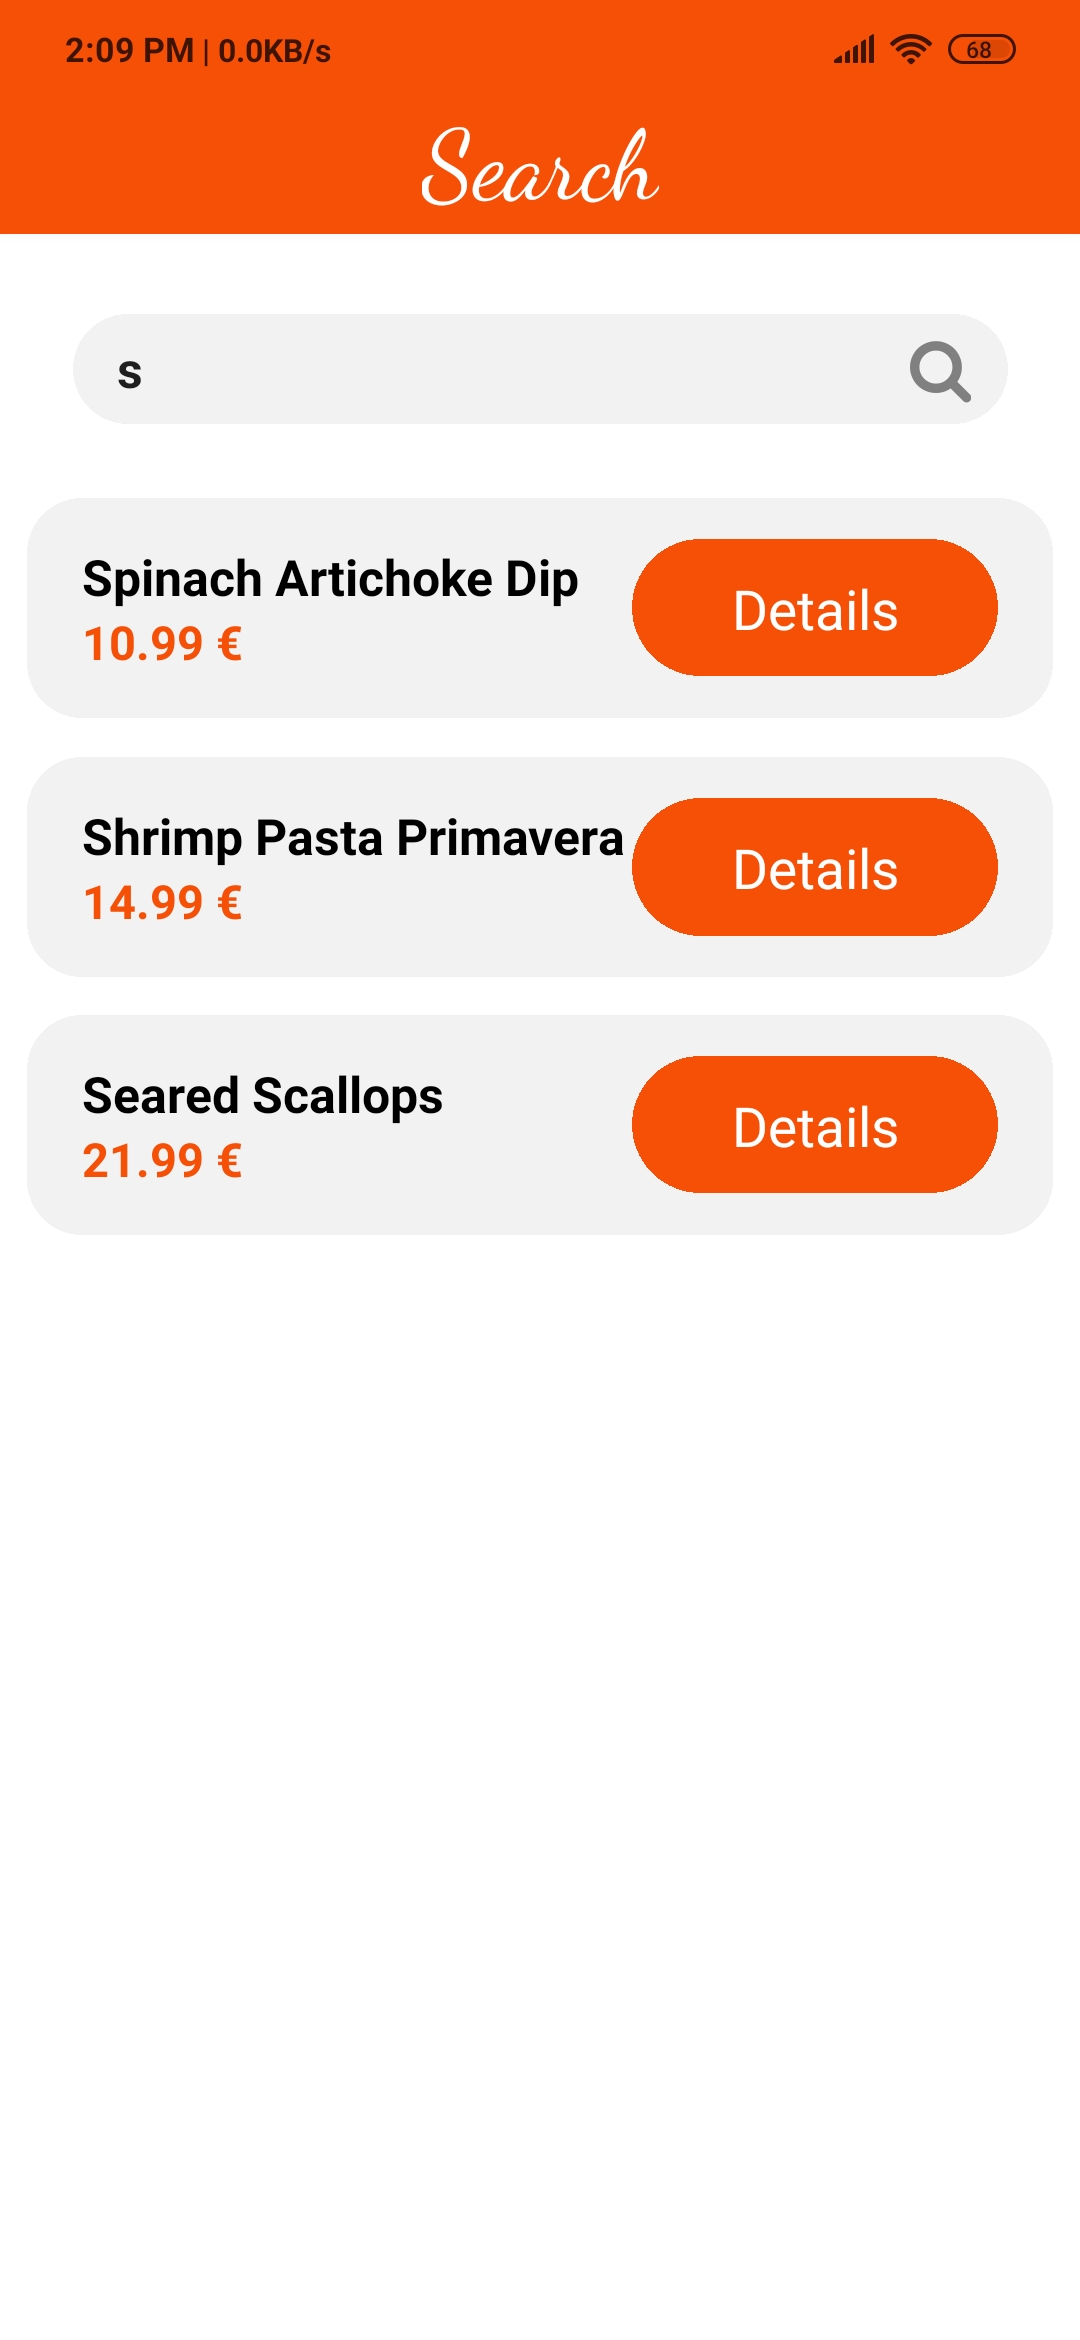 2:09 PM | 0.0KB/s 68
Search
s
Spinach Artichoke Dip
10.99 €
Details
Shrimp Pasta Primavera
14.99 €
Details
Seared Scallops
21.99 €
Details